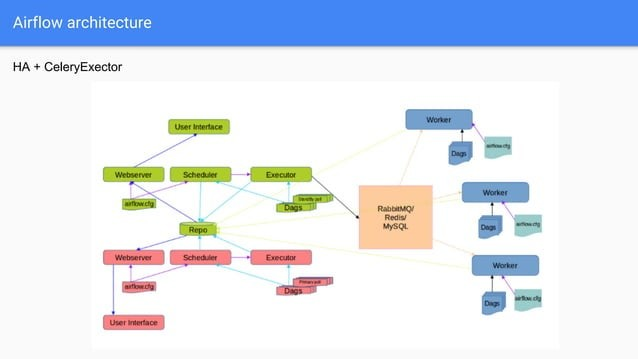 Airflow architecture
HA + CeleryExector
User Interface
Worker
airflow.cfg
Dags
Webserver
Scheduler
Executor
airflow.cfg
Dags
Worker
RabbitMQ/
Redis/
MySQL
Dags
airflow.cfg
Repo
Webserver
Scheduler
Executor
Worker
airflow.cfg
Dags
Dags
airflow.cfg
User Interface